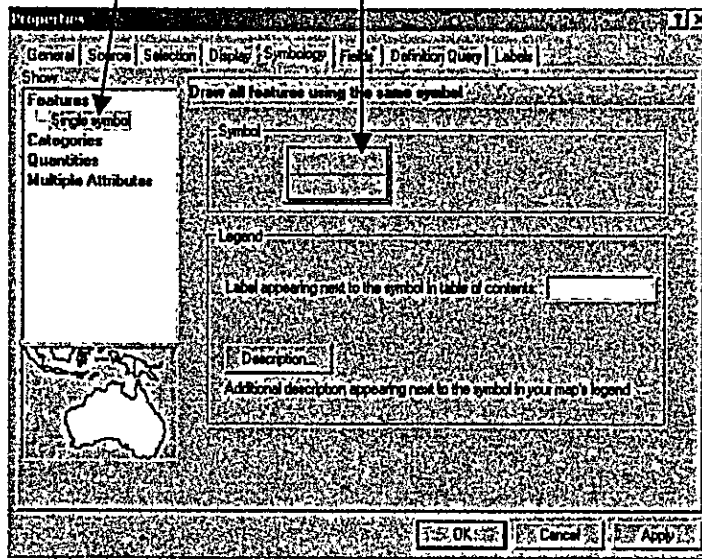 Properties
General Source Selection Display Symbology Fields Definition Query Labels
Show:
Features
Single symbol
Categories
Quantities
Multiple Attributes
Draw all features using the same symbol
Symbol
Legend
Label appearing next to the symbol in table of contents:
Description...
Additional description appearing next to the symbol in your map's legend
OK Cancel Apply